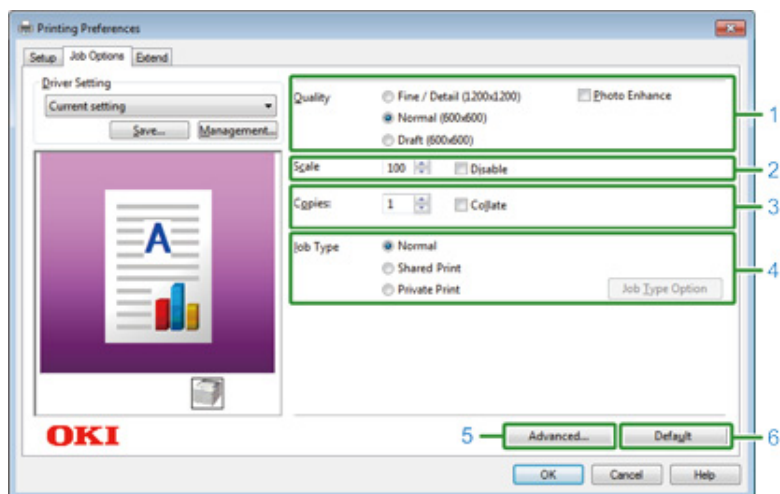 Printing Preferences
Setup Job Options Extend
Driver Setting
Current setting
Save... Management...
Quality
Fine / Detail (1200x1200)
Photo Enhance
Normal (600x600)
Draft (600x600)
1
Scale 100 Disable
2
Copies: 1 Collate
3
Job Type
Normal
Shared Print
Private Print
Job Type Option
4
A
OKI
5 Advanced... Default 6
OK Cancel Help